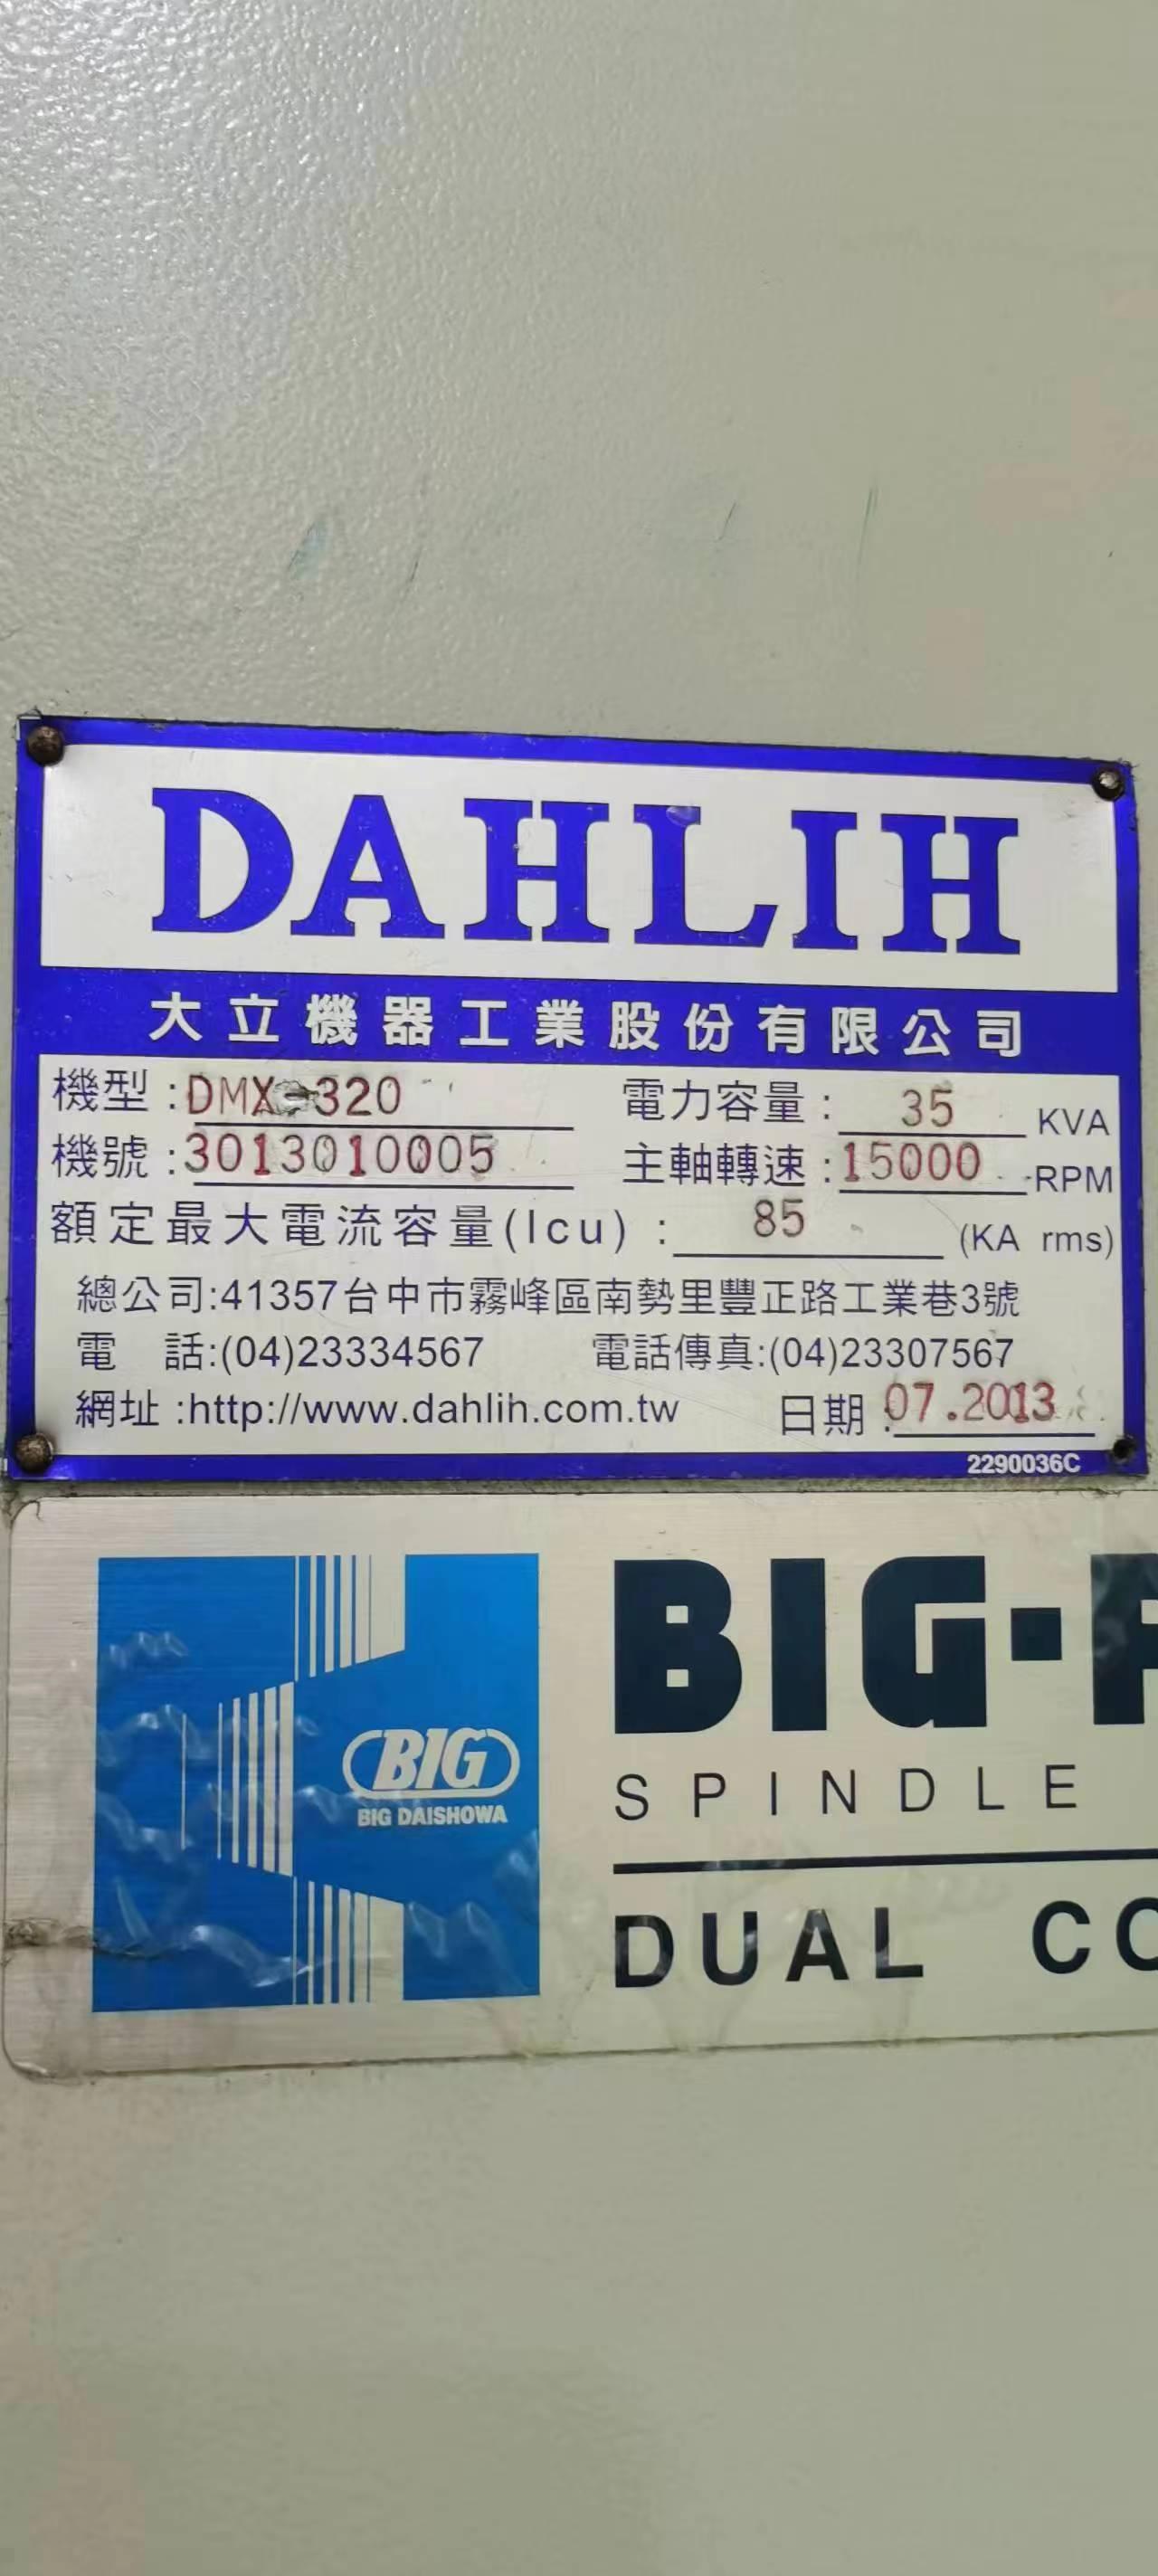 DAHLIH
大立機器工業股份有限公司
機型:DMX-320 電力容量: 35 KVA
機號:3013010005 主軸轉速:15000 RPM
額定最大電流容量(Icu) : 85 (KA rms)
總公司:41357台中市霧峰區南勢里豐正路工業巷3號
電 話:(04)23334567 電話傳真:(04)23307567
網址:http://www.dahlih.com.tw 日期:07.2013
2290036C
BIG
BIG DAISHOWA
BIG·
SPINDLE
DUAL CO